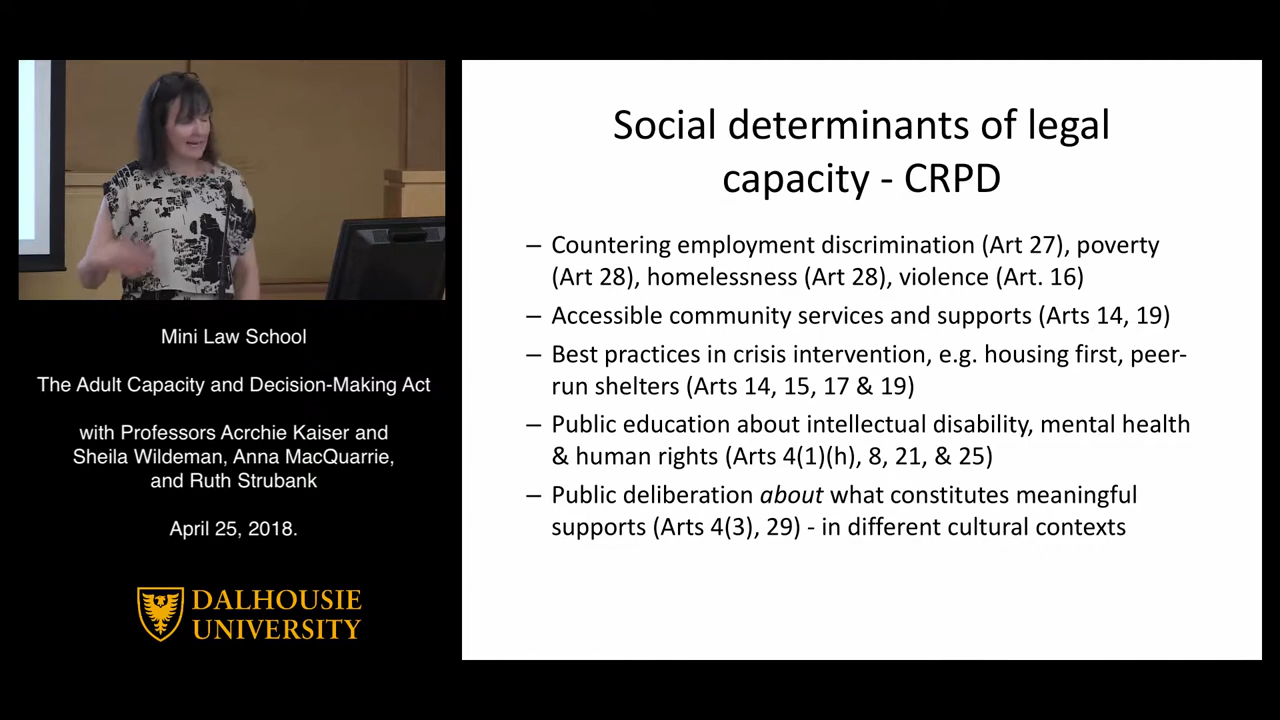 Mini Law School
The Adult Capacity and Decision-Making Act
with Professors Acrchie Kaiser and
Sheila Wildeman, Anna MacQuarrie,
and Ruth Strubank
April 25, 2018.
DALHOUSIE
UNIVERSITY
Social determinants of legal
capacity - CRPD
– Countering employment discrimination (Art 27), poverty
(Art 28), homelessness (Art 28), violence (Art. 16)
– Accessible community services and supports (Arts 14, 19)
– Best practices in crisis intervention, e.g. housing first, peer-
run shelters (Arts 14, 15, 17 & 19)
– Public education about intellectual disability, mental health
& human rights (Arts 4(1)(h), 8, 21, & 25)
– Public deliberation about what constitutes meaningful
supports (Arts 4(3), 29) - in different cultural contexts